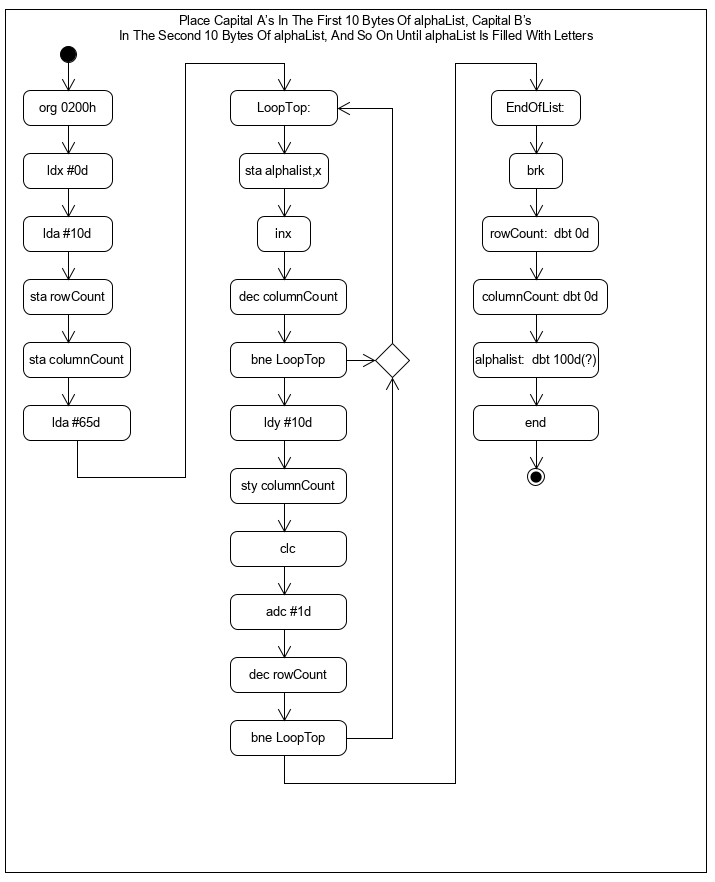 Place Capital A's In The First 10 Bytes Of alphaList, Capital B's
In The Second 10 Bytes Of alphaList, And So On Until alphaList Is Filled With Letters
org 0200h
ldx #0d
lda #10d
sta rowCount
sta columnCount
lda #65d
LoopTop:
sta alphalist,x
inx
dec columnCount
bne LoopTop
ldy #10d
sty columnCount
clc
adc #1d
dec rowCount
bne LoopTop
EndOfList:
brk
rowCount: dbt 0d
columnCount: dbt 0d
alphalist: dbt 100d(?)
end